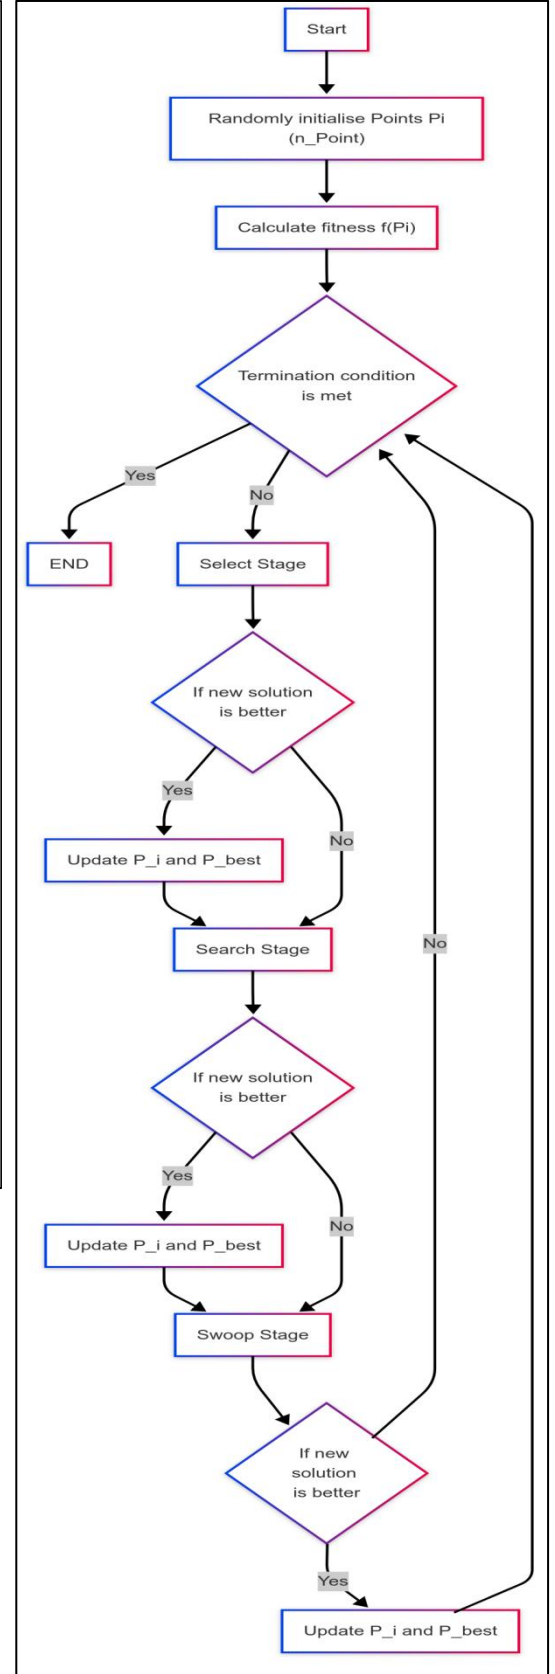 Start
Randomly initialise Points Pi
(n_Point)
Calculate fitness f(Pi)
Termination condition
is met
Yes
No
END
Select Stage
If new solution
is better
Yes
No
Update P_i and P_best
Search Stage
No
If new solution
is better
Yes
No
Update P_i and P_best
Swoop Stage
If new
solution
is better
Yes
Update P_i and P_best